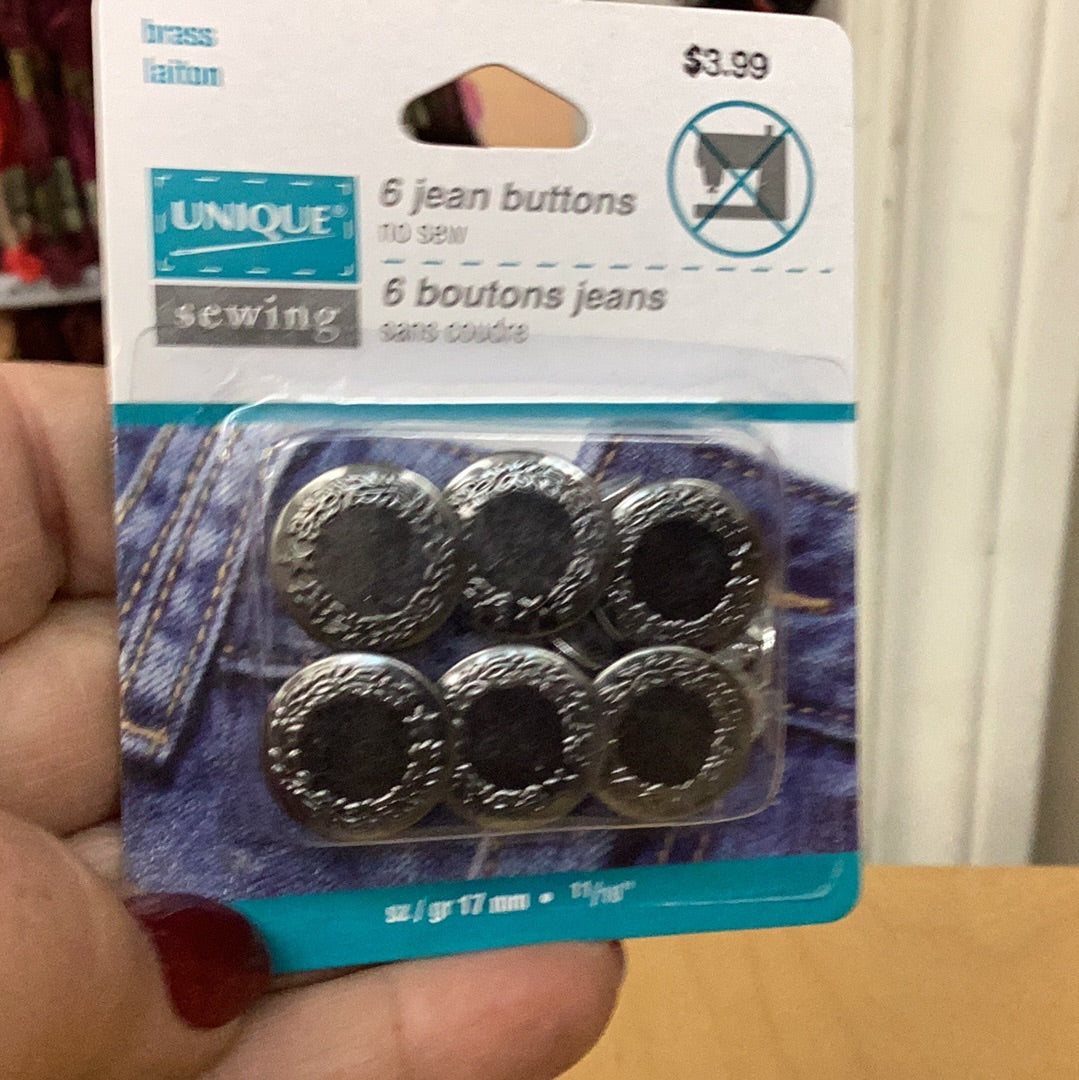 brass
laiton
$3.99
UNIQUE®
sewing
6 jean buttons
no sew
6 boutons jeans
sans coudre
sz / gr 17 mm • 11/16"